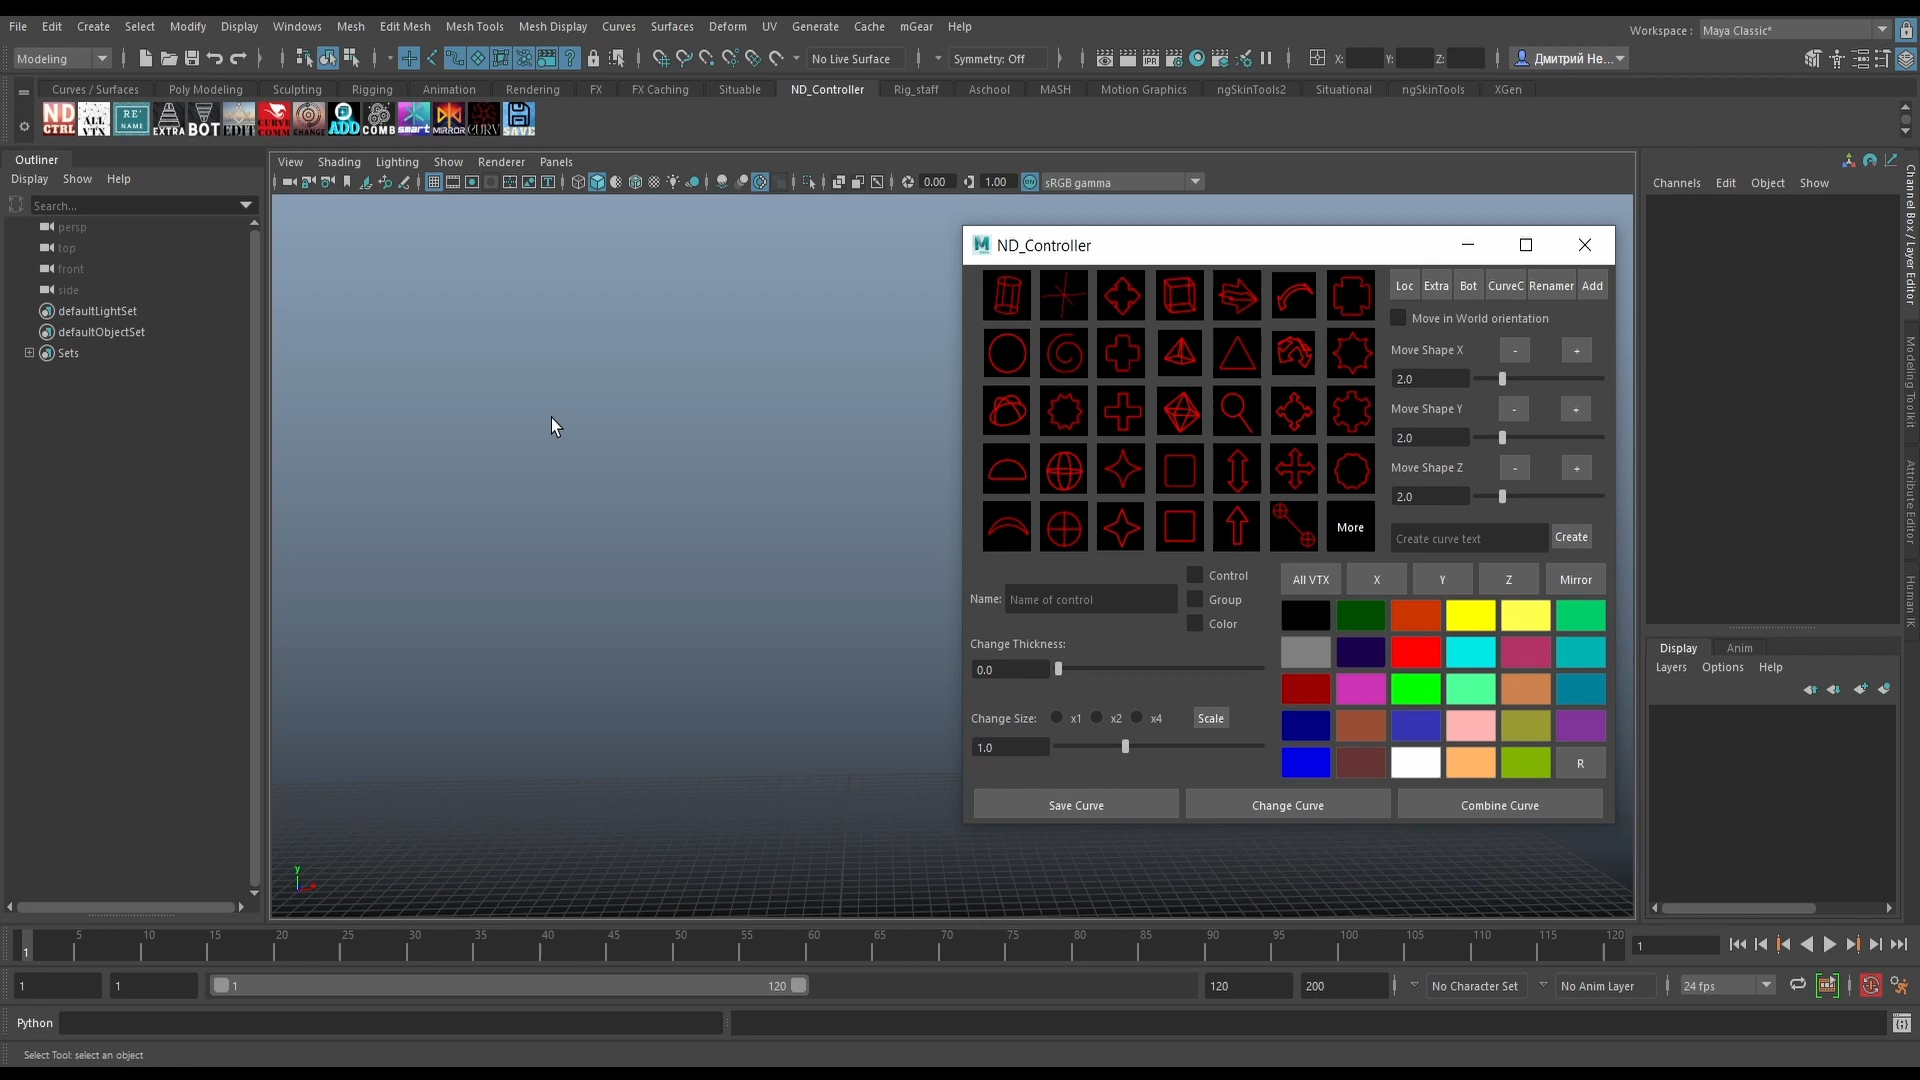 File Edit Create Select Modify Display Windows Mesh Edit Mesh Mesh Tools Mesh Display Curves Surfaces Deform UV Generate Cache mGear Help
Workspace : Maya Classic*
Modeling No Live Surface Symmetry: Off X: Y: Z: Дмитрий Не...
Curves / Surfaces Poly Modeling Sculpting Rigging Animation Rendering FX FX Caching Situable ND_Controller Rig_staff Aschool MASH Motion Graphics ngSkinTools2 Situational ngSkinTools XGen
ND CTRL ALL VTX RE' NAME EXTRA BOT EDIT CURVE COMM CHANGE ADD COMB smart MIRROR CURV SAVE
Outliner
Display Show Help
Search...
persp
top
front
side
defaultLightSet
defaultObjectSet
Sets
View Shading Lighting Show Renderer Panels
0.00 1.00 sRGB gamma
ND_Controller
Loc Extra Bot CurveC Renamer Add
Move in World orientation
Move Shape X - +
2.0
Move Shape Y - +
2.0
Move Shape Z - +
2.0
More
Create curve text Create
Name: Name of control
Control
Group
Color
All VTX X Y Z Mirror
Change Thickness:
0.0
Change Size: x1 x2 x4 Scale
1.0
R
Save Curve Change Curve Combine Curve
y
Channels Edit Object Show
Channel Box / Layer Editor
Modeling Toolkit
Attribute Editor
Human IK
Display Anim
Layers Options Help
1 5 10 15 20 25 30 35 40 45 50 55 60 65 70 75 80 85 90 95 100 105 110 115 120 1
1 1 1 120 120 200 No Character Set No Anim Layer 24 fps
Python
Select Tool: select an object